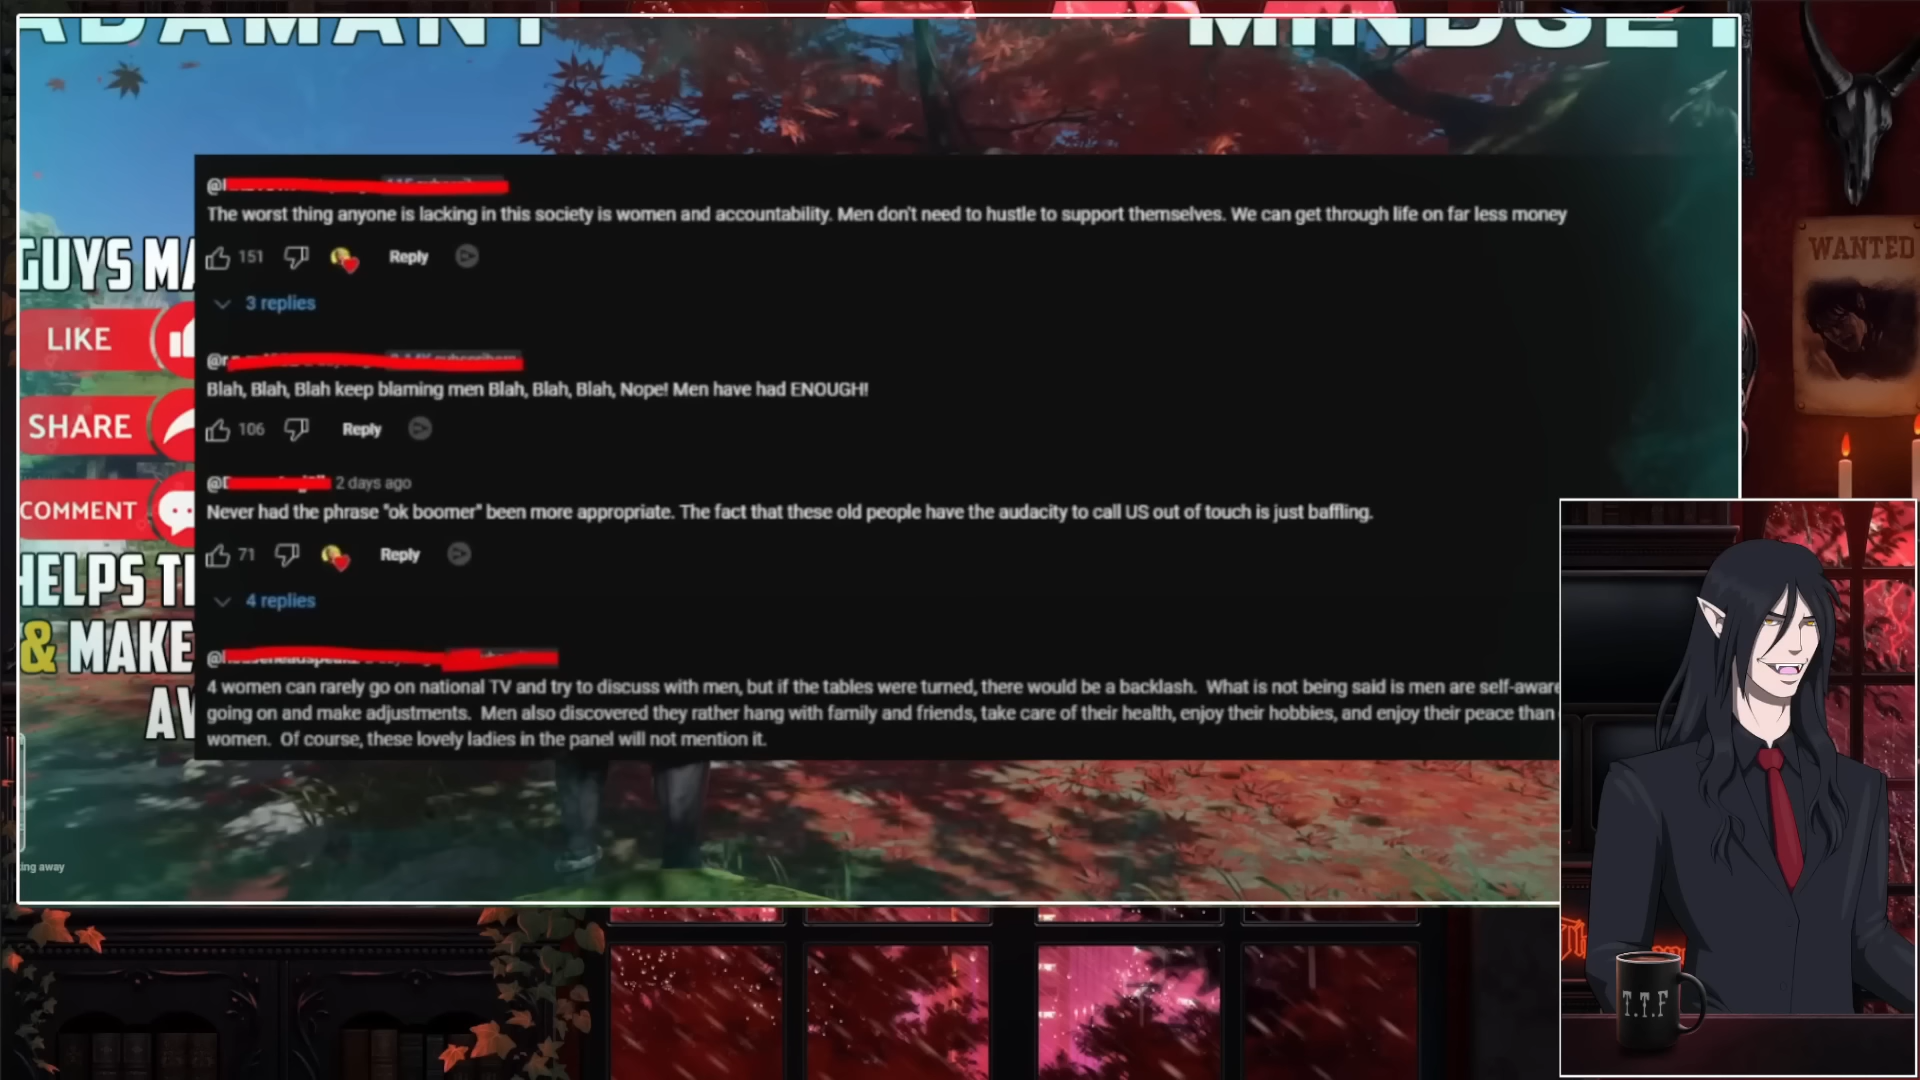 ADAMANT MINDSET
WANTED
GUYS
LIKE
SHARE
COMMENT
HELPS
& MAKE
The worst thing anyone is lacking in this society is women and accountability. Men don't need to hustle to support themselves. We can get through life on far less money
151 Reply
3 replies
Blah, Blah, Blah keep blaming men Blah, Blah, Blah, Nope! Men have had ENOUGH!
106 Reply
2 days ago
Never had the phrase "ok boomer" been more appropriate. The fact that these old people have the audacity to call US out of touch is just baffling.
71 Reply
4 replies
4 women can rarely go on national TV and try to discuss with men, but if the tables were turned, there would be a backlash. What is not being said is men are self-aware
going on and make adjustments. Men also discovered they rather hang with family and friends, take care of their health, enjoy their hobbies, and enjoy their peace than
women. Of course, these lovely ladies in the panel will not mention it.
ing away
T.T.F